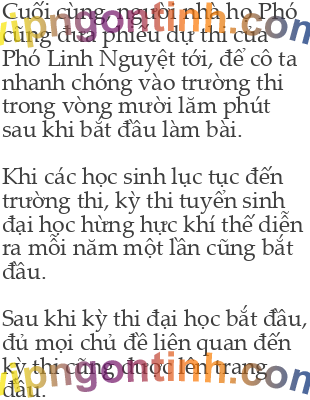 Cuối cùng, người nhà họ Phó
cũng đưa phiếu dự thi của
Phó Linh Nguyệt tới, để cô ta
nhanh chóng vào trường thi
trong vòng mười lăm phút
sau khi bắt đầu làm bài.
Khi các học sinh lục tục đến
trường thi, kỳ thi tuyển sinh
đại học hừng hực khí thế diễn
ra mỗi năm một lần cũng bắt
đầu.
Sau khi kỳ thi đại học bắt đầu,
đủ mọi chủ đề liên quan đến
kỳ thi cũng được lên trang
đầu.
vipngontinh.com
vipngontinh.com